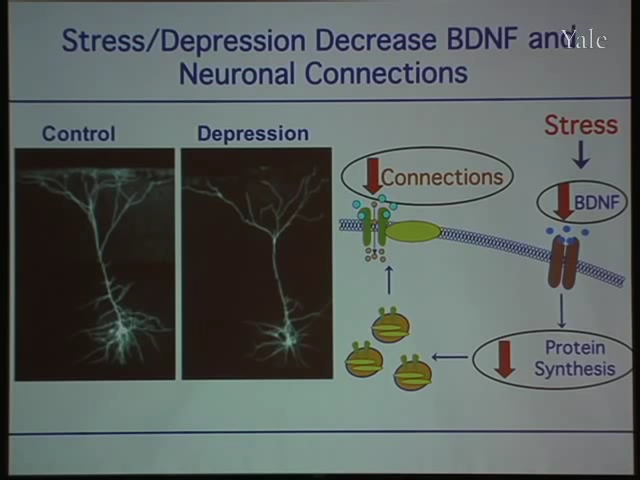 Stress/Depression Decrease BDNF and
Neuronal Connections
Yale
Control
Depression
Stress
Connections
BDNF
Protein
Synthesis